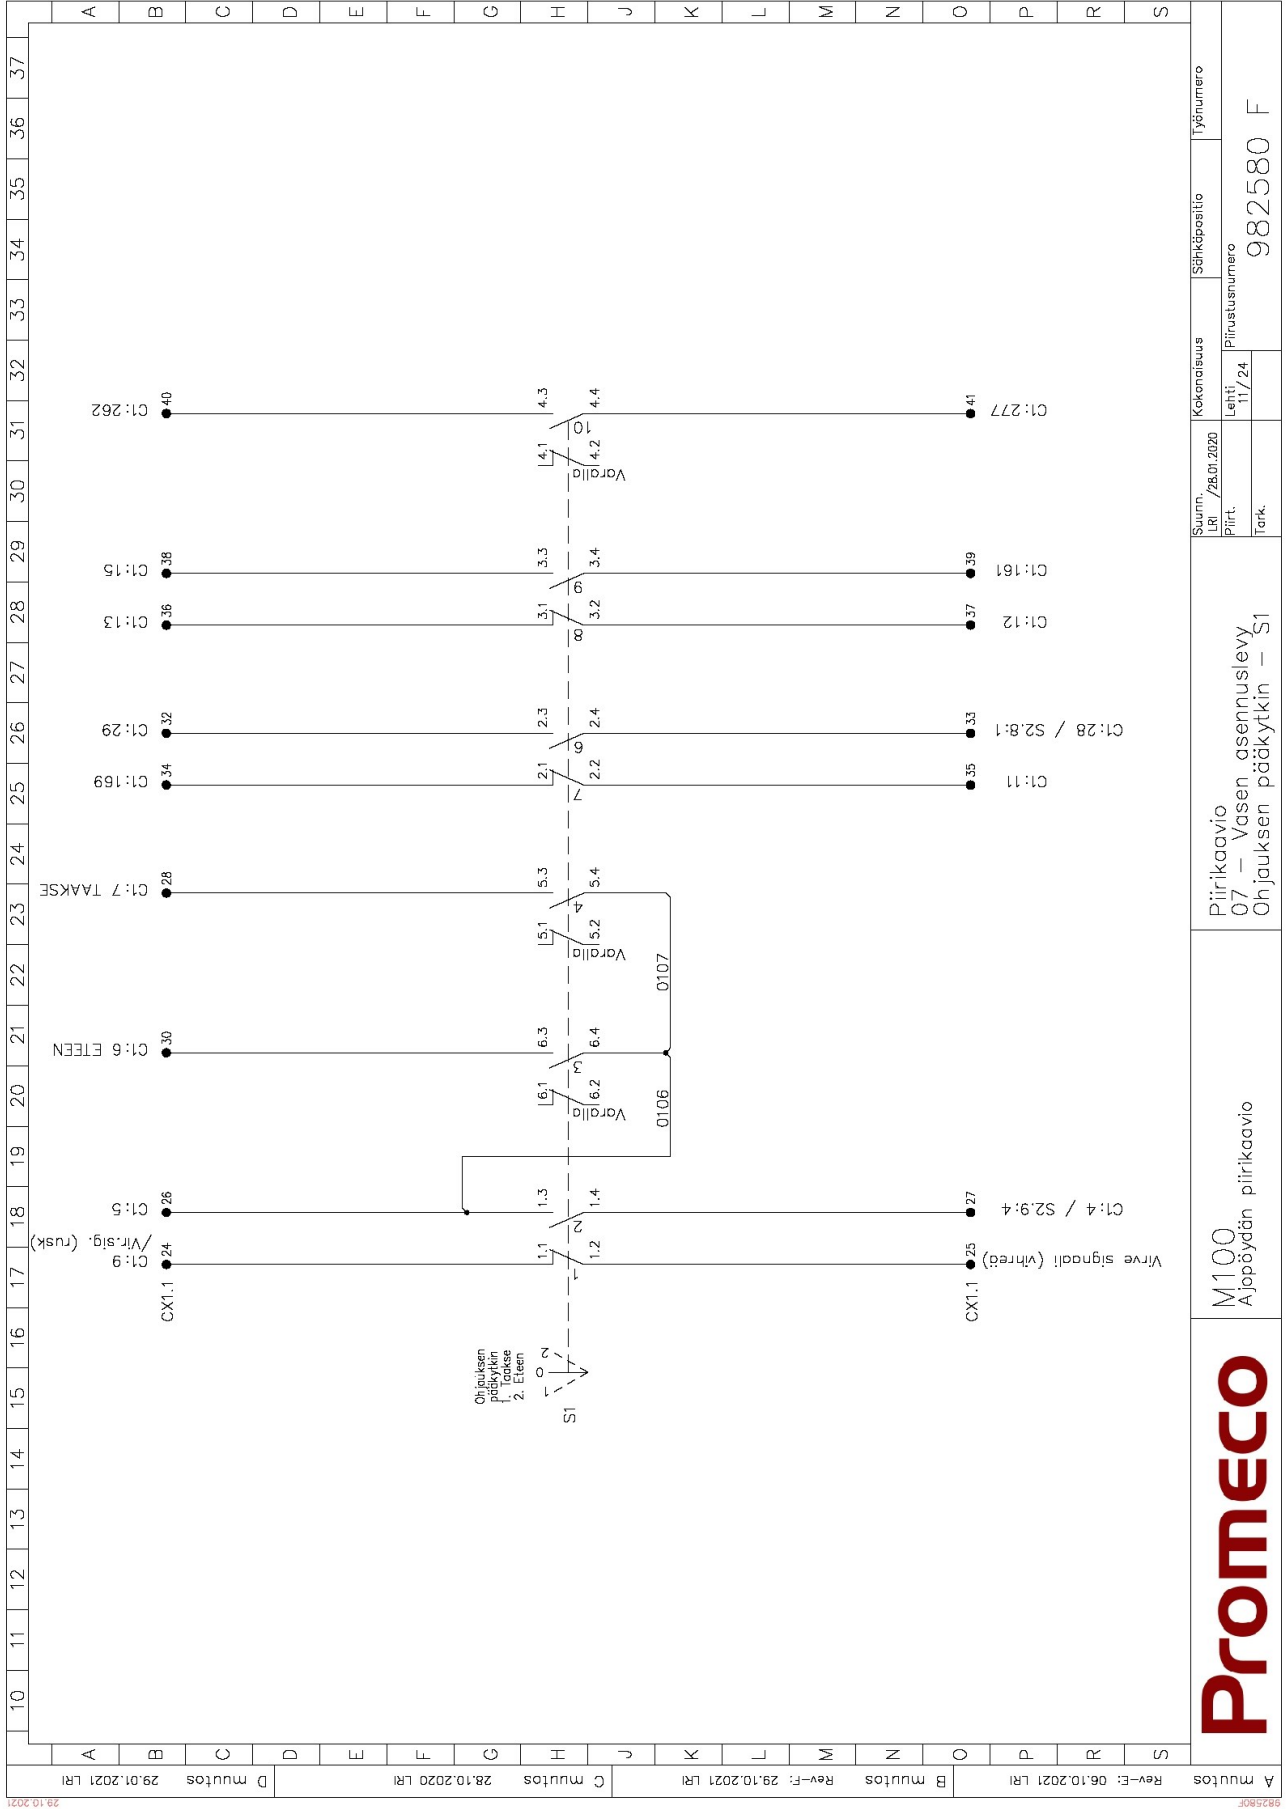 10 11 12 13 14 15 16 17 18 19 20 21 22 23 24 25 26 27 28 29 30 31 32 33 34 35 36 37
A A
B B
C C
D D
E E
F F
G G
H H
J J
K K
L L
M M
N N
O O
P P
R R
S S
C1:9
/Vir.sig. (rusk)
C1:5
C1:6 ETEEN
C1:7 TAAKSE
C1:169
C1:29
C1:13
C1:15
C1:262
CX1.1
24 26 30 28 34 32 36 38 40
Ohjauksen
pääkytkin
1. Taakse
2. Eteen
1 0 2
S1
1.1 1.3 6.1 6.3 5.1 5.3 2.1 2.3 3.1 3.3 4.1 4.3
1 2 3 4 7 6 8 9 10
1.2 1.4 6.2 6.4 5.2 5.4 2.2 2.4 3.2 3.4 4.2 4.4
Varalla
Varalla
Varalla
0106
0107
CX1.1
25 27 35 33 37 39 41
Virve signaali (vihreä)
C1:4 / S2.9:4
C1:11
C1:28 / S2.8:1
C1:12
C1:161
C1:277
Promeco
M100
Ajopöydän piirikaavio
Piirikaavio
07 – Vasen asennuslevy
Ohjauksen pääkytkin – S1
Suunn.
LRI /28.01.2020
Piirt.
Tark.
Kokonaisuus
Sähköpositio
Työnumero
Lehti
11/24
Piirustusnumero
982580 F
A muutos
Rev-E: 06.10.2021 LRI
B muutos
Rev-F: 29.10.2021 LRI
C muutos
28.10.2020 LRI
D muutos
29.01.2021 LRI
982580F
29.10.2021